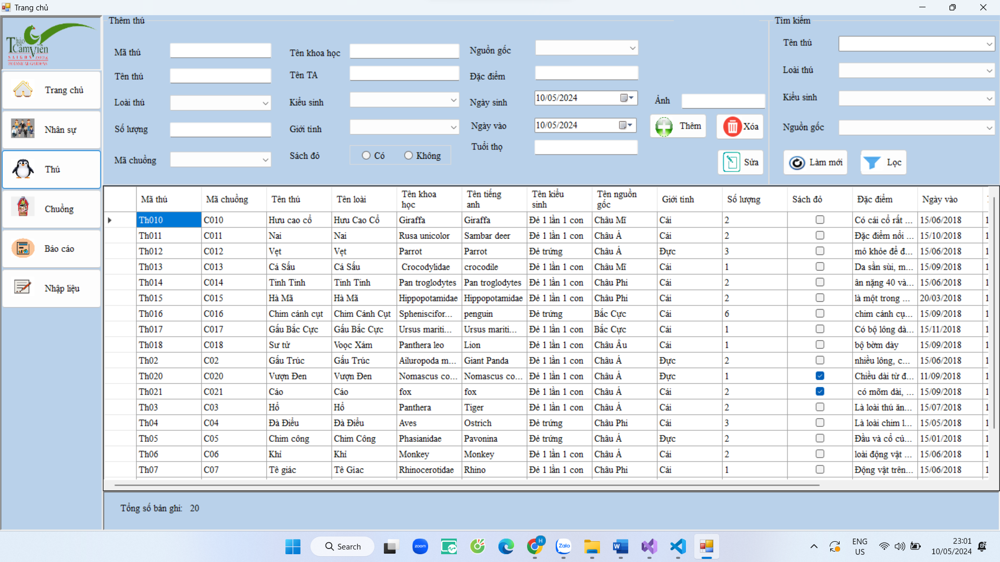 Trang chủ
Thảo
Cầm Viên
SAIGON ZOO &
BOTANICAL GARDENS
Trang chủ
Nhân sự
Thú
Chuồng
Báo cáo
Nhập liệu
Thêm thú
Mã thú
Tên thú
Loài thú
Số lượng
Mã chuồng
Tên khoa học
Tên TA
Kiểu sinh
Giới tinh
Sách đỏ
Có
Không
Nguồn gốc
Đặc điểm
Ngày sinh
10/05/2024
Ngày vào
10/05/2024
Tuổi thọ
Ảnh
Thêm
Xóa
Sửa
Tìm kiếm
Tên thú
Loài thú
Kiểu sinh
Nguồn gốc
Làm mới
Lọc
Mã thú Mã chuồng Tên thú Tên loài Tên khoa học Tên tiếng anh Tên kiểu sinh Tên nguồn gốc Giới tinh Số lượng Sách đỏ Đặc điểm Ngày vào
Th010 C010 Hưu cao cổ Hưu Cao Cổ Giraffa Giraffa Đẻ 1 lần 1 con Châu Mĩ Cái 2 Có cái cổ rất ... 15/06/2018 1
Th011 C011 Nai Nai Rusa unicolor Sambar deer Đẻ 1 lần 1 con Châu Á Cái 2 Đặc điểm nổi ... 15/10/2018 1
Th012 C012 Vẹt Vẹt Parrot Parrot Đẻ trứng Châu Á Đực 3 mỏ khỏe để đ... 15/06/2018 1
Th013 C013 Cá Sấu Cá Sấu Crocodylidae crocodile Đẻ 1 lần 1 con Châu Mĩ Cái 1 Da sần sùi, m... 15/09/2018 1
Th014 C014 Tinh Tinh Tinh Tinh Pan troglodytes Pan troglodytes Đẻ 1 lần 1 con Châu Phi Cái 2 ân nặng 40 và... 15/06/2018 1
Th015 C015 Hà Mã Hà Mã Hippopotamidae Hippopotamidae Đẻ 1 lần 1 con Châu Phi Cái 2 là một trong ... 20/03/2018 1
Th016 C016 Chim cánh cụt Chim Cánh Cụt Spheniscifor... penguin Đẻ trứng Bắc Cực Cái 6 chim cánh cụ... 15/09/2018 1
Th017 C017 Gấu Bắc Cực Gấu Bắc Cực Ursus mariti... Ursus mariti... Đẻ 1 lần 1 con Bắc Cực Cái 1 Có bộ lông dà... 15/11/2018 1
Th018 C018 Sư tử Voọc Xám Panthera leo Lion Đẻ 1 lần 1 con Châu Âu Cái 1 bộ bờm dày 15/09/2018 1
Th02 C02 Gấu Trúc Gấu Trúc Ailuropoda m... Giant Panda Đẻ 1 lần 1 con Châu Á Đực 2 nhiều lông, c... 15/06/2018 1
Th020 C020 Vượn Đen Vượn Đen Nomascus co... Nomascus co... Đẻ 1 lần 1 con Châu Á Đực 1 Chiều dài từ đ... 11/09/2018 1
Th021 C021 Cáo Cáo fox fox Đẻ 1 lần 1 con Châu Á Cái 2 có mõm dài, ... 15/09/2018 1
Th03 C03 Hổ Hổ Panthera Tiger Đẻ 1 lần 1 con Châu Á Cái 2 Là loài thú ăn... 15/07/2018 1
Th04 C04 Đà Điểu Đà Điểu Aves Ostrich Đẻ trứng Châu Phi Cái 3 Là loài chim l... 15/05/2018 1
Th05 C05 Chim công Chim Công Phasianidae Pavonina Đẻ trứng Châu Á Đực 2 Đầu và cổ củ... 15/01/2018 1
Th06 C06 Khỉ Khỉ Monkey Monkey Đẻ 1 lần 1 con Châu Á Cái 2 loài động vật ... 15/06/2018 1
Th07 C07 Tê giác Tê Giac Rhinocerotidae Rhino Đẻ 1 lần 1 con Châu Phi Cái 1 Động vật trên... 15/06/2018 1
Tổng số bản ghi: 20
Search
zoom
H
Zalo
W
ENG
US
23:01
10/05/2024